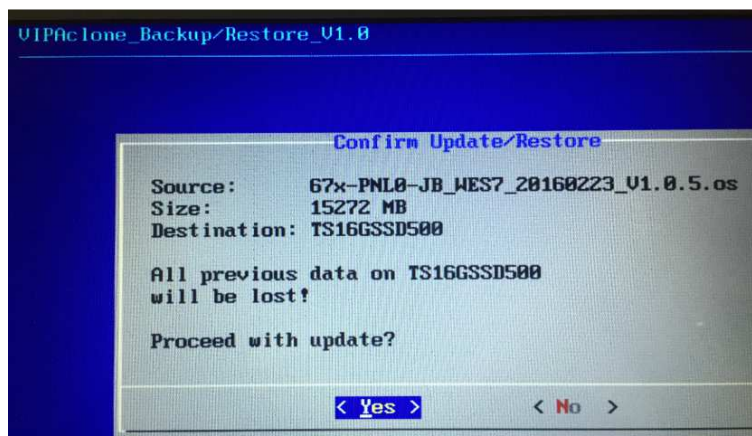 VIPAclone_Backup/Restore_V1.0
Confirm Update/Restore
Source: 67x-PNL0-JB_WES7_20160223_V1.0.5.os
Size: 15272 MB
Destination: TS16GSSD500
All previous data on TS16GSSD500
will be lost!
Proceed with update?
< Yes > < No >